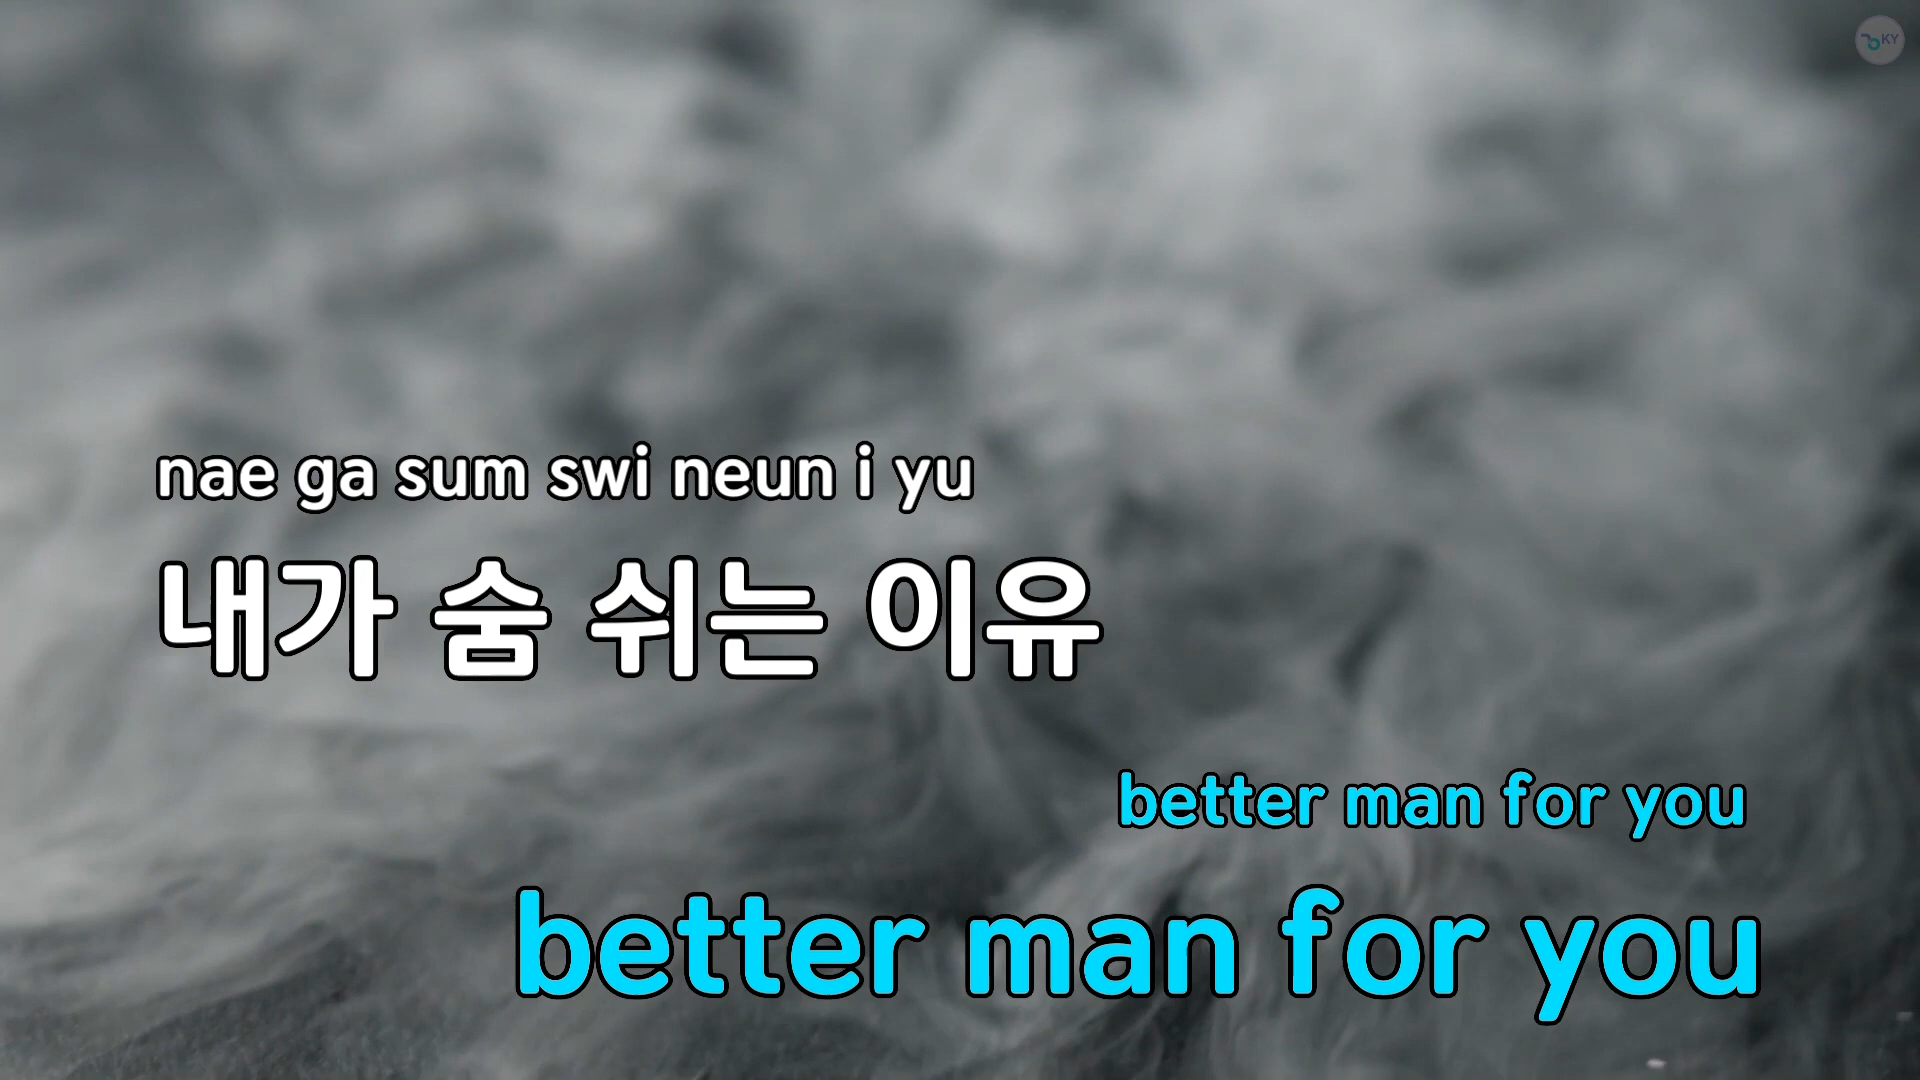 KY
nae ga sum swi neun i yu
내가 숨 쉬는 이유
better man for you
better man for you